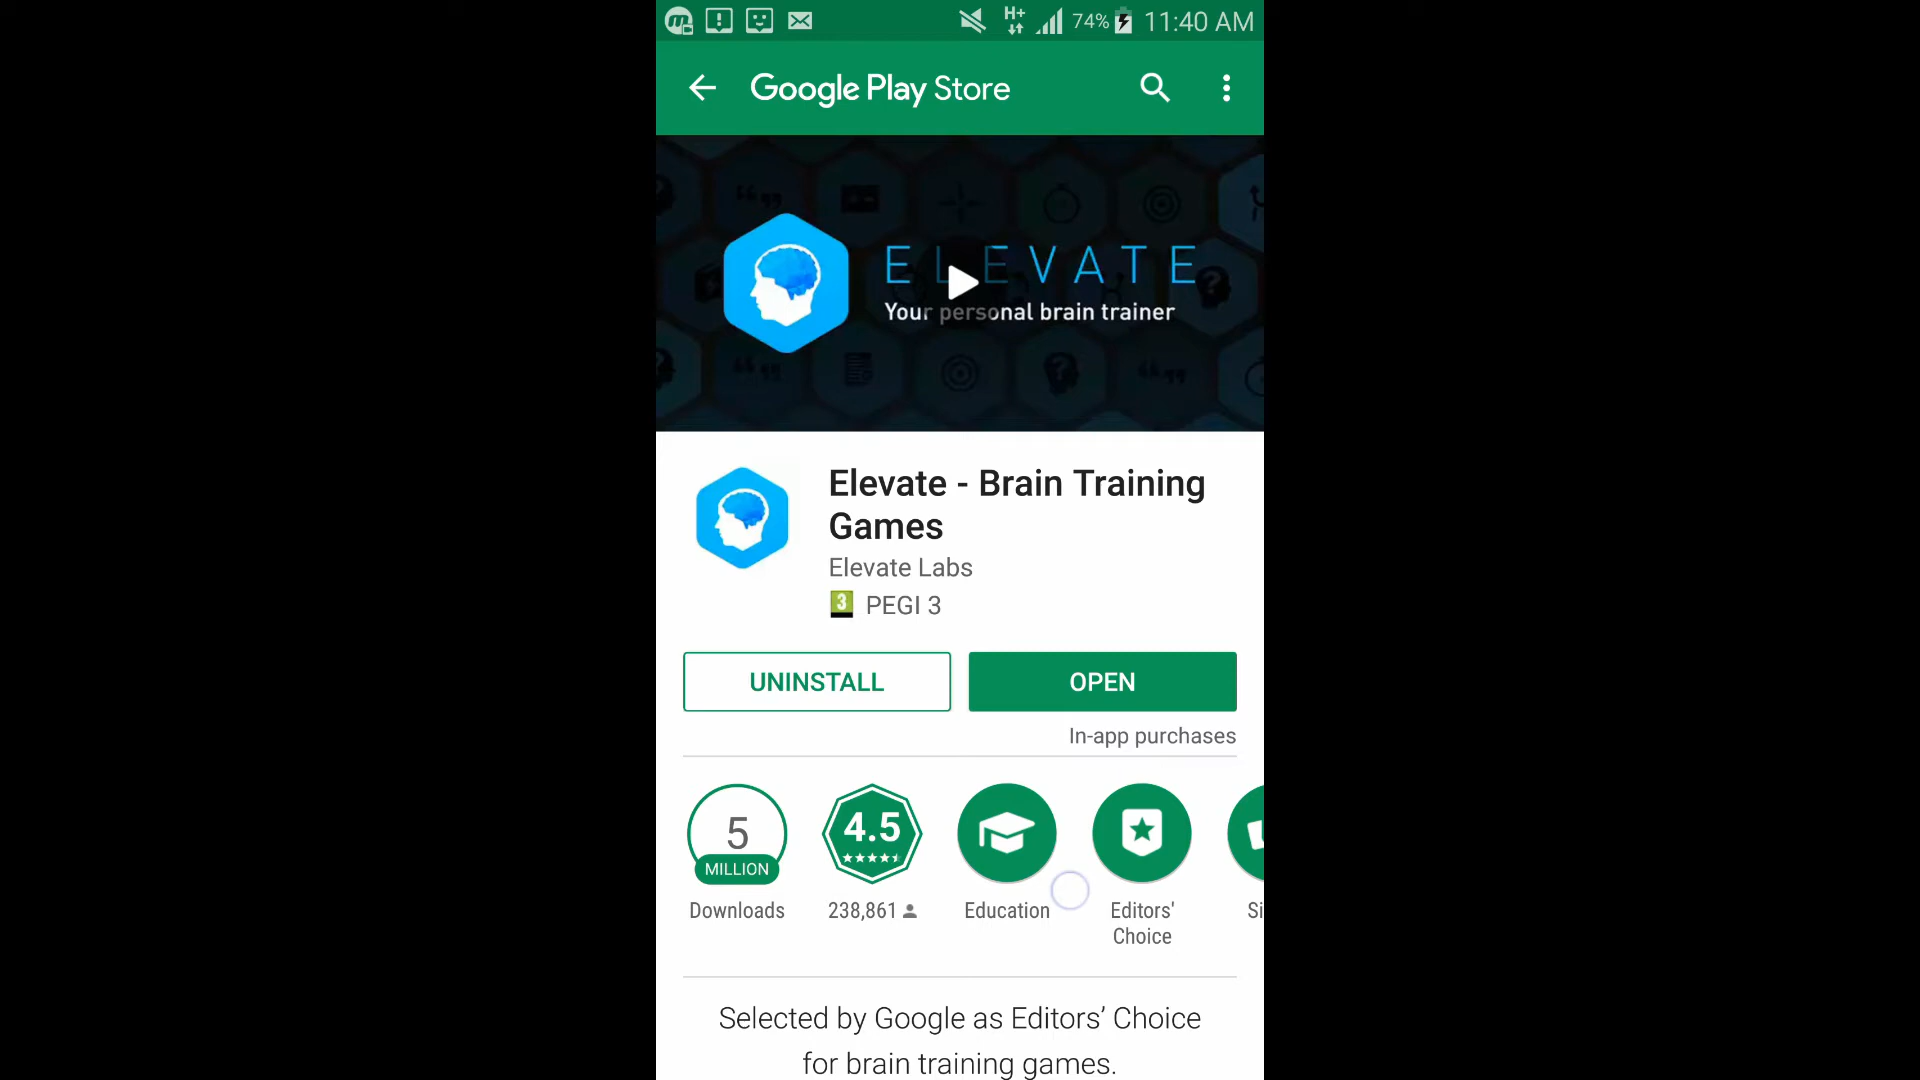 H+ 74% 11:40 AM
Google Play Store
ELEVATE
Your personal brain trainer
Elevate - Brain Training
Games
Elevate Labs
3 PEGI 3
UNINSTALL
OPEN
In-app purchases
5
MILLION
Downloads
4.5
238,861
Education
Editors'
Choice
Si
Selected by Google as Editors’ Choice
for brain training games.